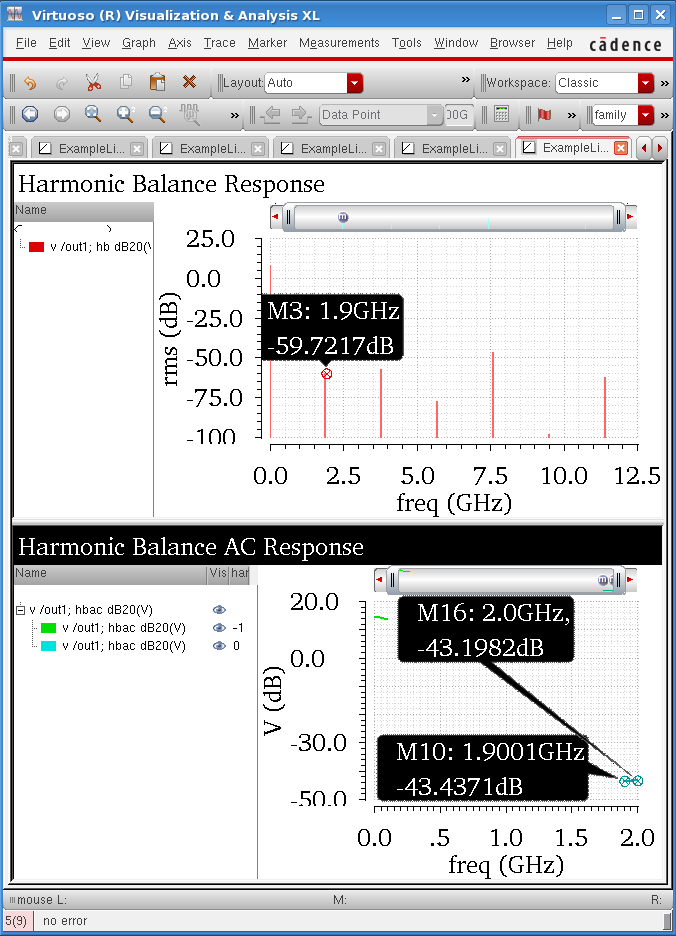 Virtuoso (R) Visualization & Analysis XL
File Edit View Graph Axis Trace Marker Measurements Tools Window Browser Help cādence
Layout: Auto » Workspace: Classic »
» Data Point 00G » family »
ExampleLi... ExampleLi... ExampleLi... ExampleLi... ExampleLi...
Harmonic Balance Response
Name
v /out1; hb dB20(V
m
25.0
0.0
-25.0
-50.0
-75.0
-100
rms (dB)
M3: 1.9GHz
-59.7217dB
0.0 2.5 5.0 7.5 10.0 12.5
freq (GHz)
Harmonic Balance AC Response
Name Vis har
v /out1; hbac dB20(V)
v /out1; hbac dB20(V) -1
v /out1; hbac dB20(V) 0
m
20.0
0.0
-30.0
-50.0
V (dB)
M16: 2.0GHz,
-43.1982dB
M10: 1.9001GHz
-43.4371dB
0.0 .5 1.0 1.5 2.0
freq (GHz)
mouse L: M: R:
5(9) no error